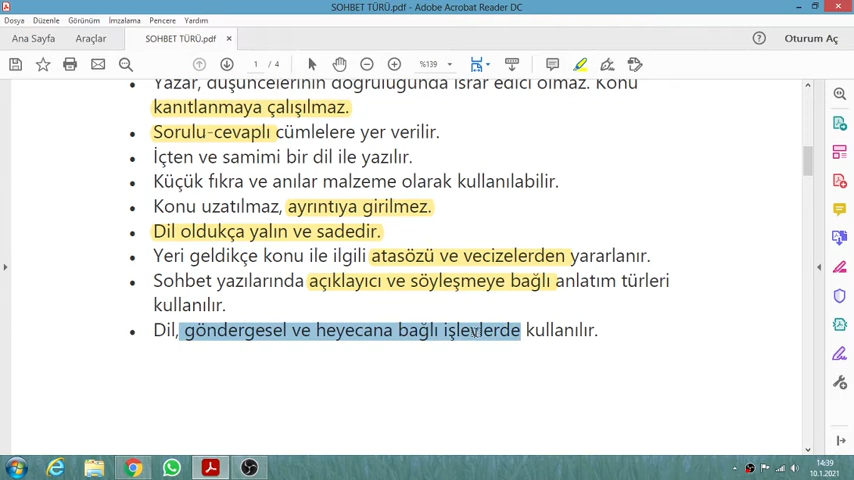 SOHBET TÜRÜ.pdf - Adobe Acrobat Reader DC
Dosya Düzenle Görünüm İmzalama Pencere Yardım
Ana Sayfa Araçlar SOHBET TÜRÜ.pdf Oturum Aç
1 / 4 %139
Yazar, düşüncelerinin doğruluğunda ısrar edici olmaz. Konu
kanıtlanmaya çalışılmaz.
Sorulu-cevaplı cümlelere yer verilir.
İçten ve samimi bir dil ile yazılır.
Küçük fıkra ve anılar malzeme olarak kullanılabilir.
Konu uzatılmaz, ayrıntıya girilmez.
Dil oldukça yalın ve sadedir.
Yeri geldikçe konu ile ilgili atasözü ve vecizelerden yararlanır.
Sohbet yazılarında açıklayıcı ve söyleşmeye bağlı anlatım türleri
kullanılır.
Dil, göndergesel ve heyecana bağlı işlevlerde kullanılır.
14:39
10.1.2021